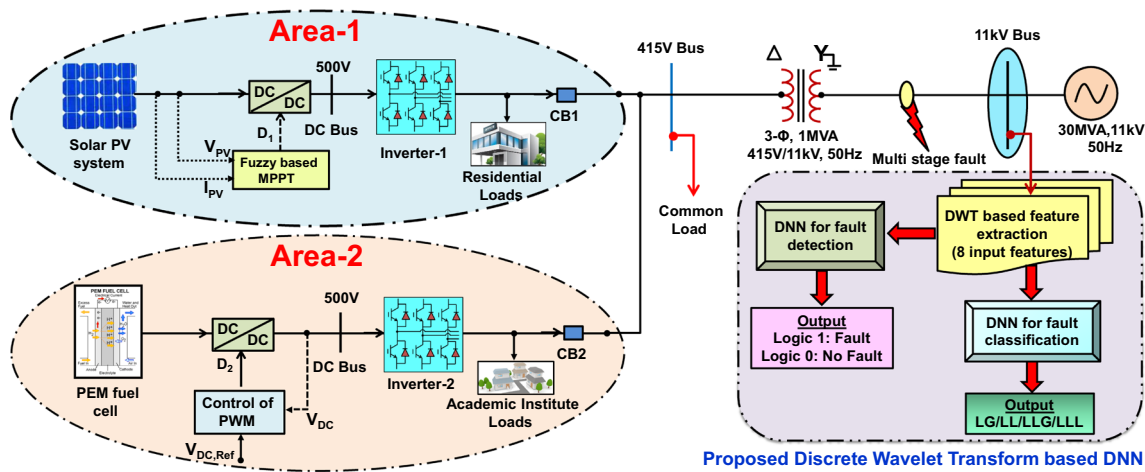 Area-1
Solar PV
system
DC
DC
D1
500V
DC Bus
Inverter-1
CB1
VPV
IPV
Fuzzy based
MPPT
Residential
Loads
415V Bus
Common
Load
Δ
Y
3-Φ, 1MVA
415V/11kV, 50Hz
Multi stage fault
11kV Bus
30MVA,11kV
50Hz
Area-2
PEM FUEL CELL
Electrical Current
PEM fuel
cell
DC
DC
D2
500V
DC Bus
Inverter-2
CB2
Control of
PWM
VDC
VDC,Ref
Academic Institute
Loads
DWT based feature
extraction
(8 input features)
DNN for fault
detection
Output
Logic 1: Fault
Logic 0: No Fault
DNN for fault
classification
Output
LG/LL/LLG/LLL
Proposed Discrete Wavelet Transform based DNN